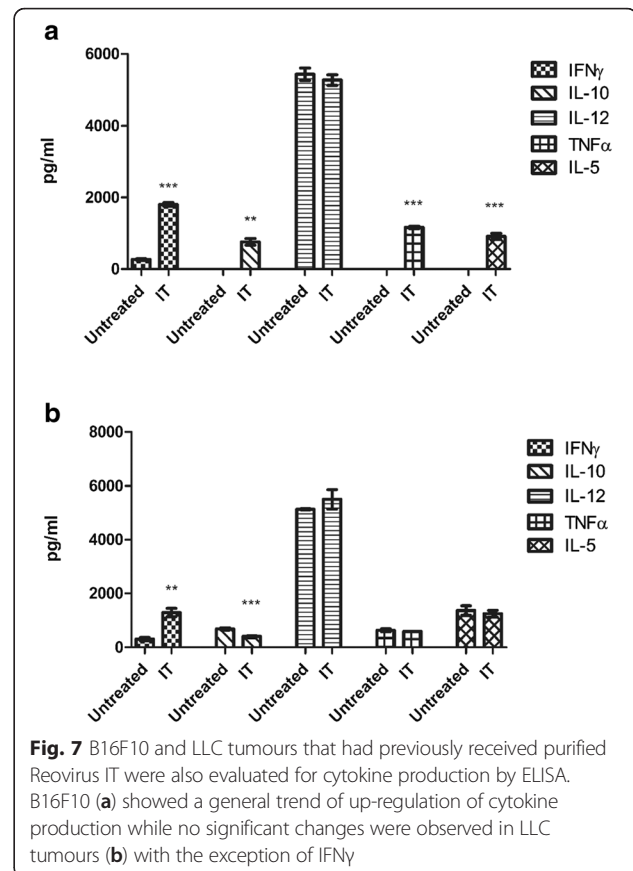 a
6000
4000
2000
0
pg/ml
***
**
***
***
Untreated IT Untreated IT Untreated IT Untreated IT Untreated IT
IFNγ
IL-10
IL-12
TNFα
IL-5
b
8000
6000
4000
2000
0
pg/ml
**
***
Untreated IT Untreated IT Untreated IT Untreated IT Untreated IT
IFNγ
IL-10
IL-12
TNFα
IL-5
Fig. 7 B16F10 and LLC tumours that had previously received purified
Reovirus IT were also evaluated for cytokine production by ELISA.
B16F10 (a) showed a general trend of up-regulation of cytokine
production while no significant changes were observed in LLC
tumours (b) with the exception of IFNγ